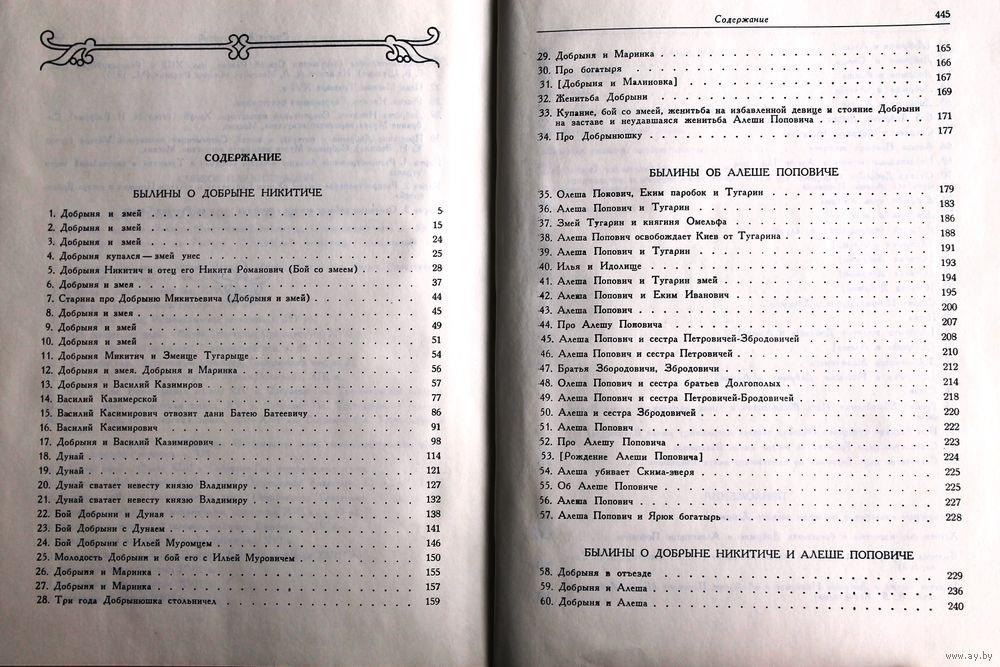 СОДЕРЖАНИЕ
БЫЛИНЫ О ДОБРЫНЕ НИКИТИЧЕ
1. Добрыня и змей . . . 5
2. Добрыня и змей . . . 15
3. Добрыня и змей . . . 24
4. Добрыня купался — змей унес . . . 25
5. Добрыня Никитич и отец его Никита Романович (Бой со змеем) . . . 28
6. Добрыня и змея . . . 37
7. Старина про Добрыню Микитьевича (Добрыня и змей) . . . 44
8. Добрыня и змея . . . 45
9. Добрыня и змей . . . 49
10. Добрыня и змей . . . 51
11. Добрыня Микитич и Зменще Тугарыще . . . 54
12. Добрыня и змея. Добрыня и Маринка . . . 56
13. Добрыня и Василий Казимиров . . . 57
14. Василий Казимерской . . . 77
15. Василий Касимирович отвозит дани Батею Батеевичу . . . 86
16. Василий Касимирович . . . 91
17. Добрыня и Василий Казимирович . . . 98
18. Дунай . . . 114
19. Дунай . . . 121
20. Дунай сватает невесту князю Владимиру . . . 127
21. Дунай сватает невесту князю Владимиру . . . 132
22. Бой Добрыни и Дуная . . . 138
23. Бой Добрыни с Дунаем . . . 141
24. Бой Добрыни с Ильей Муромцем . . . 146
25. Молодость Добрыни и бой его с Ильей Муровичем . . . 150
26. Добрыня и Маринка . . . 155
27. Добрыня и Маринка . . . 157
28. Три года Добрынюшка стольничел . . . 159
Содержание 445
29. Добрыня и Маринка . . . 165
30. Про богатыря . . . 166
31. [Добрыня и Малиновка] . . . 167
32. Женитьба Добрыни . . . 169
33. Купание, бой со змеей, женитьба на избавленной девице и стояние Добрыни
на заставе и неудавшаяся женитьба Алеши Поповича . . . 171
34. Про Добрынюшку . . . 177
БЫЛИНЫ ОБ АЛЕШЕ ПОПОВИЧЕ
35. Олеша Попович, Еким паробок и Тугарин . . . 179
36. Алеша Попович и Тугарин . . . 183
37. Змей Тугарин и княгиня Омельфа . . . 186
38. Алеша Попович освобождает Киев от Тугарина . . . 188
39. Алеша Попович и Тугарин . . . 191
40. Илья и Идолище . . . 193
41. Алеша Попович и Тугарин змей . . . 194
42. Алеша Попович и Еким Иванович . . . 195
43. Алеша Попович . . . 200
44. Про Алешу Поповича . . . 207
45. Алеша Попович и сестра Петровичей-Збродовичей . . . 208
46. Алеша Попович и сестра Петровичей . . . 210
47. Братья Збородовичи, Збродовичи . . . 212
48. Олеша Попович и сестра братьев Долгополых . . . 214
49. Алеша Попович и сестра Петровичей-Бродовичей . . . 218
50. Алеша и сестра Збродовичей . . . 220
51. Алеша Попович . . . 222
52. Про Алешу Поповича . . . 223
53. [Рождение Алеши Поповича] . . . 224
54. Алеша убивает Скима-зверя . . . 225
55. Об Алеше Поповиче . . . 225
56. Алеша Попович . . . 227
57. Алеша Попович и Ярюк богатырь . . . 228
БЫЛИНЫ О ДОБРЫНЕ НИКИТИЧЕ И АЛЕШЕ ПОПОВИЧЕ
58. Добрыня в отъезде . . . 229
59. Добрыня и Алеша . . . 236
60. Добрыня и Алеша . . . 240
www.ay.by